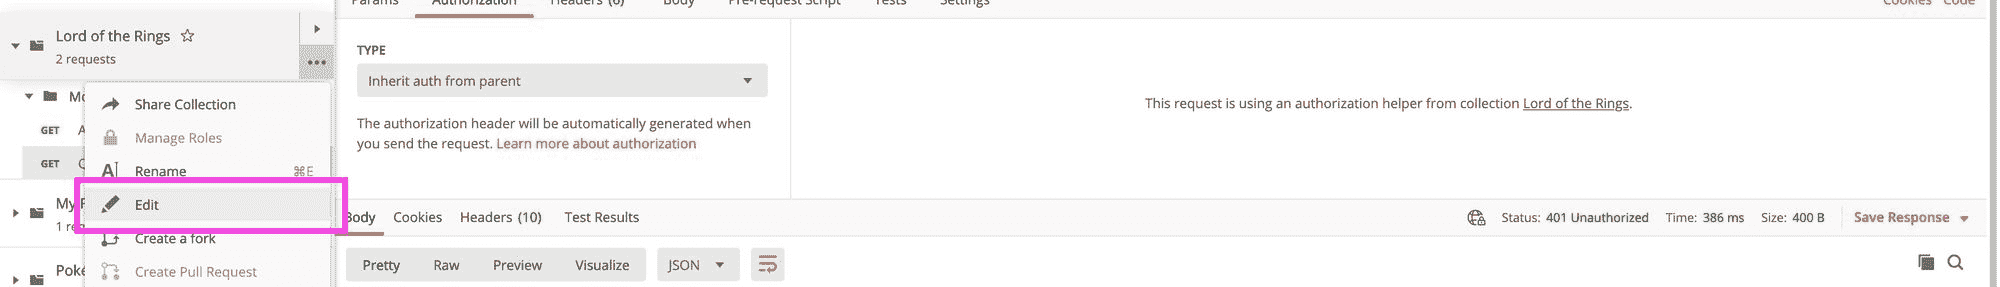 Params Authorization Headers (6) Body Pre-request Script Tests Settings Cookies Code
Lord of the Rings
2 requests
TYPE
Inherit auth from parent
The authorization header will be automatically generated when
you send the request. Learn more about authorization
This request is using an authorization helper from collection Lord of the Rings.
GET
GET
Share Collection
Manage Roles
Rename ⌘E
Edit
Create a fork
Create Pull Request
My
1
Body Cookies Headers (10) Test Results Status: 401 Unauthorized Time: 386 ms Size: 400 B Save Response
Pretty Raw Preview Visualize JSON